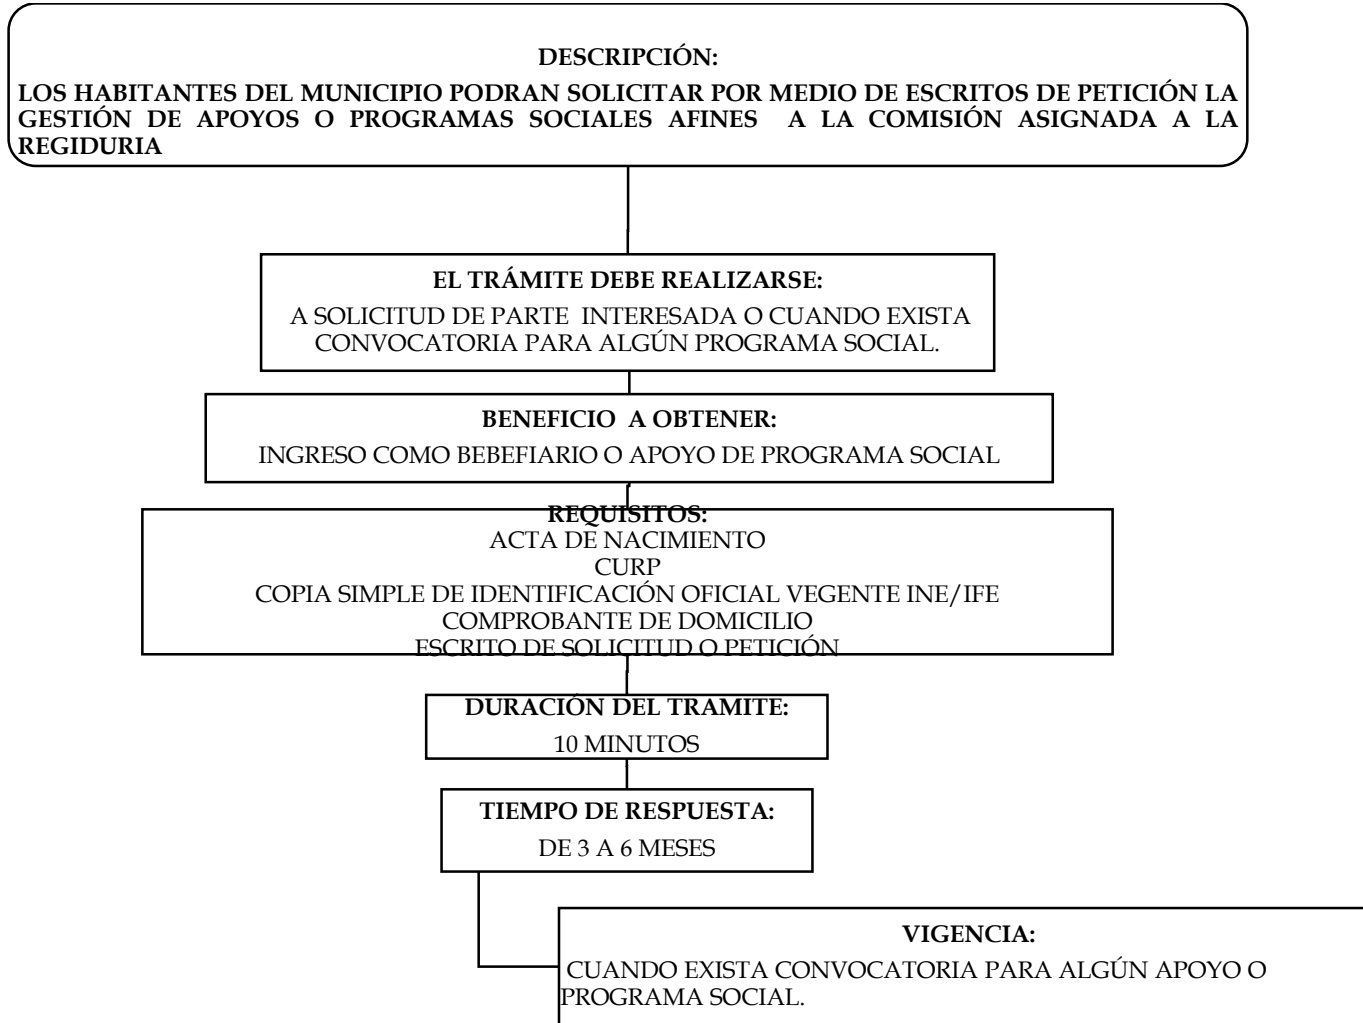 DESCRIPCIÓN:
LOS HABITANTES DEL MUNICIPIO PODRAN SOLICITAR POR MEDIO DE ESCRITOS DE PETICIÓN LA
GESTIÓN DE APOYOS O PROGRAMAS SOCIALES AFINES A LA COMISIÓN ASIGNADA A LA
REGIDURIA
EL TRÁMITE DEBE REALIZARSE:
A SOLICITUD DE PARTE INTERESADA O CUANDO EXISTA
CONVOCATORIA PARA ALGÚN PROGRAMA SOCIAL.
BENEFICIO A OBTENER:
INGRESO COMO BEBEFIARIO O APOYO DE PROGRAMA SOCIAL
REQUISITOS:
ACTA DE NACIMIENTO
CURP
COPIA SIMPLE DE IDENTIFICACIÓN OFICIAL VEGENTE INE/IFE
COMPROBANTE DE DOMICILIO
ESCRITO DE SOLICITUD O PETICIÓN
DURACIÓN DEL TRAMITE:
10 MINUTOS
TIEMPO DE RESPUESTA:
DE 3 A 6 MESES
VIGENCIA:
CUANDO EXISTA CONVOCATORIA PARA ALGÚN APOYO O
PROGRAMA SOCIAL.